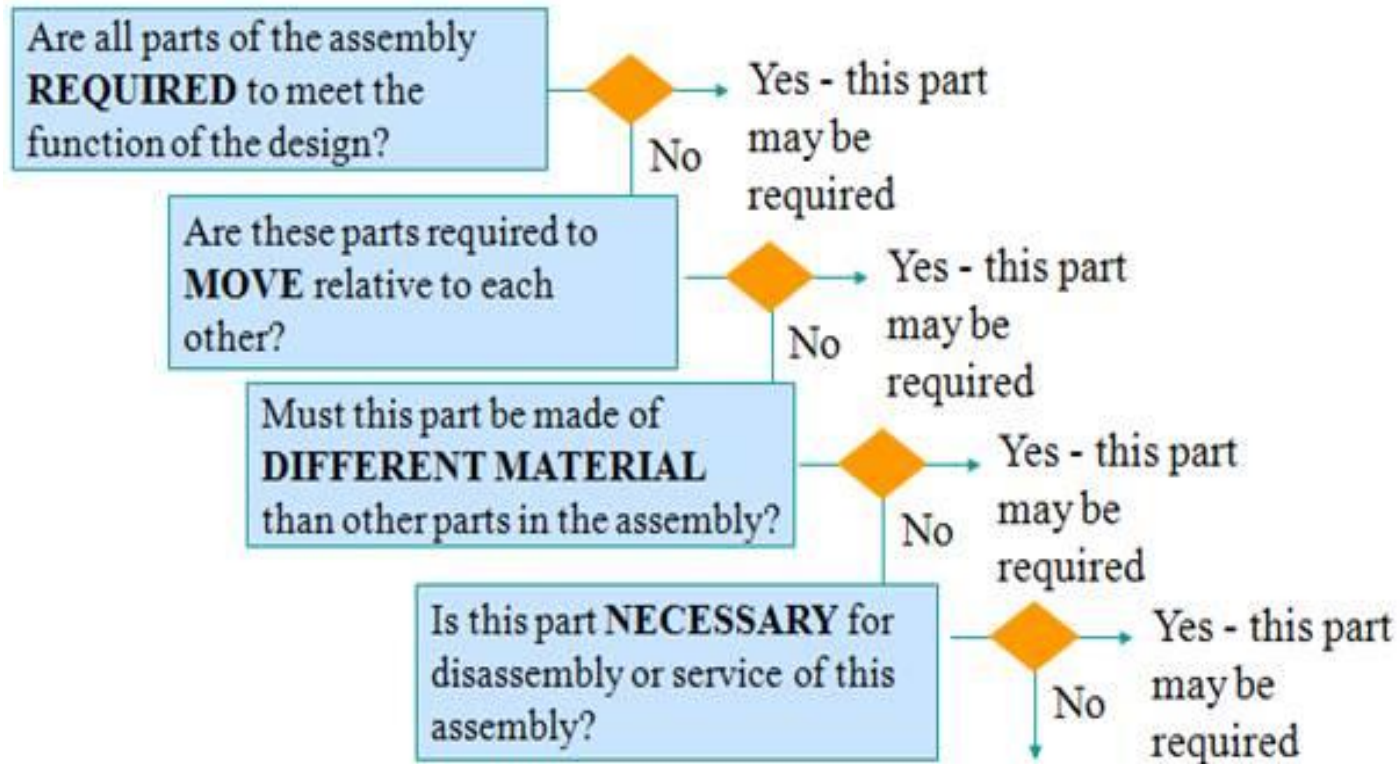 Are all parts of the assembly
REQUIRED to meet the
function of the design?
Yes - this part
may be
required
No
Are these parts required to
MOVE relative to each
other?
Yes - this part
may be
required
No
Must this part be made of
DIFFERENT MATERIAL
than other parts in the assembly?
Yes - this part
may be
required
No
Is this part NECESSARY for
disassembly or service of this
assembly?
Yes - this part
may be
required
No